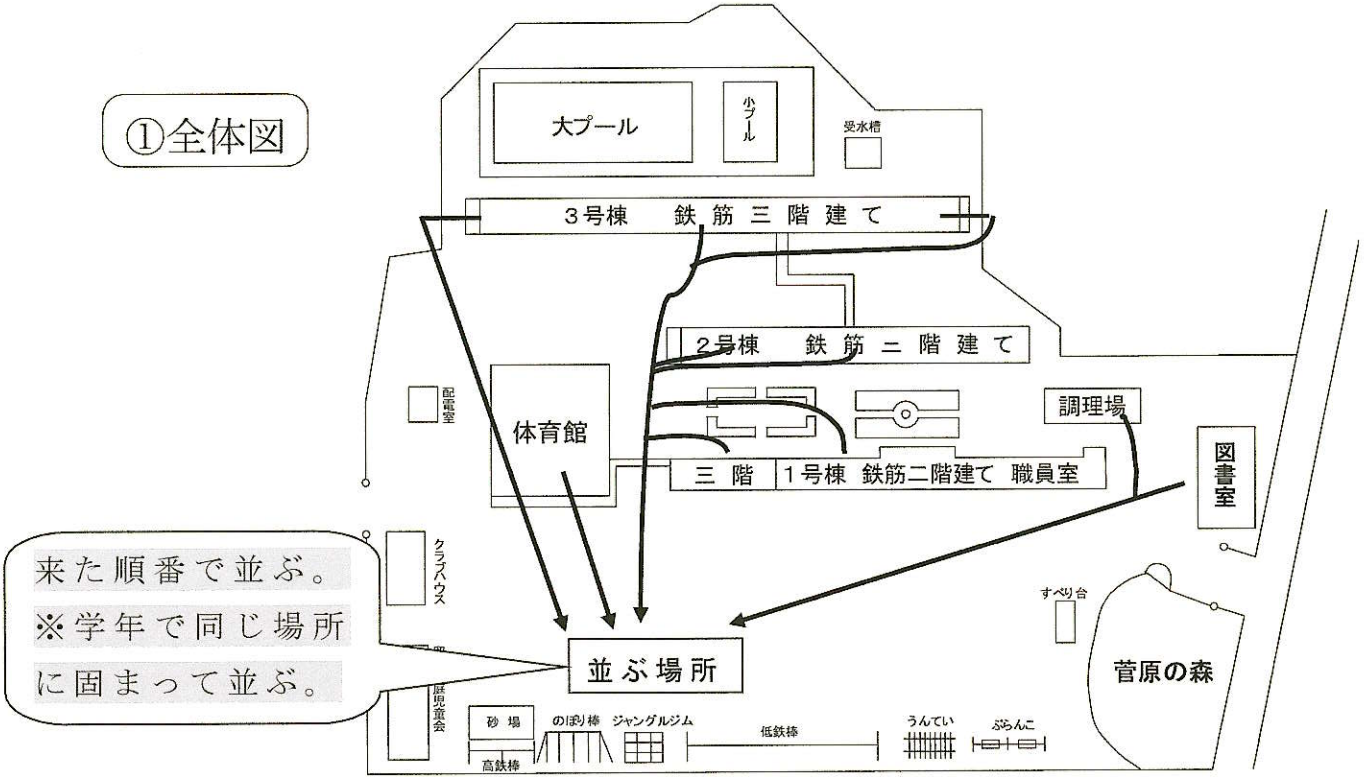 ①全体図
大プール
小プール
受水槽
3号棟 鉄筋三階建て
2号棟 鉄筋二階建て
配電室
体育館
調理場
図書室
三階
1号棟 鉄筋二階建て 職員室
クラブハウス
来た順番で並ぶ。
※学年で同じ場所
に固まって並ぶ。
庭児童会
並ぶ場所
すべり台
菅原の森
砂場
のぼり棒
ジャングルジム
低鉄棒
うんてい
ぶらんこ
高鉄棒